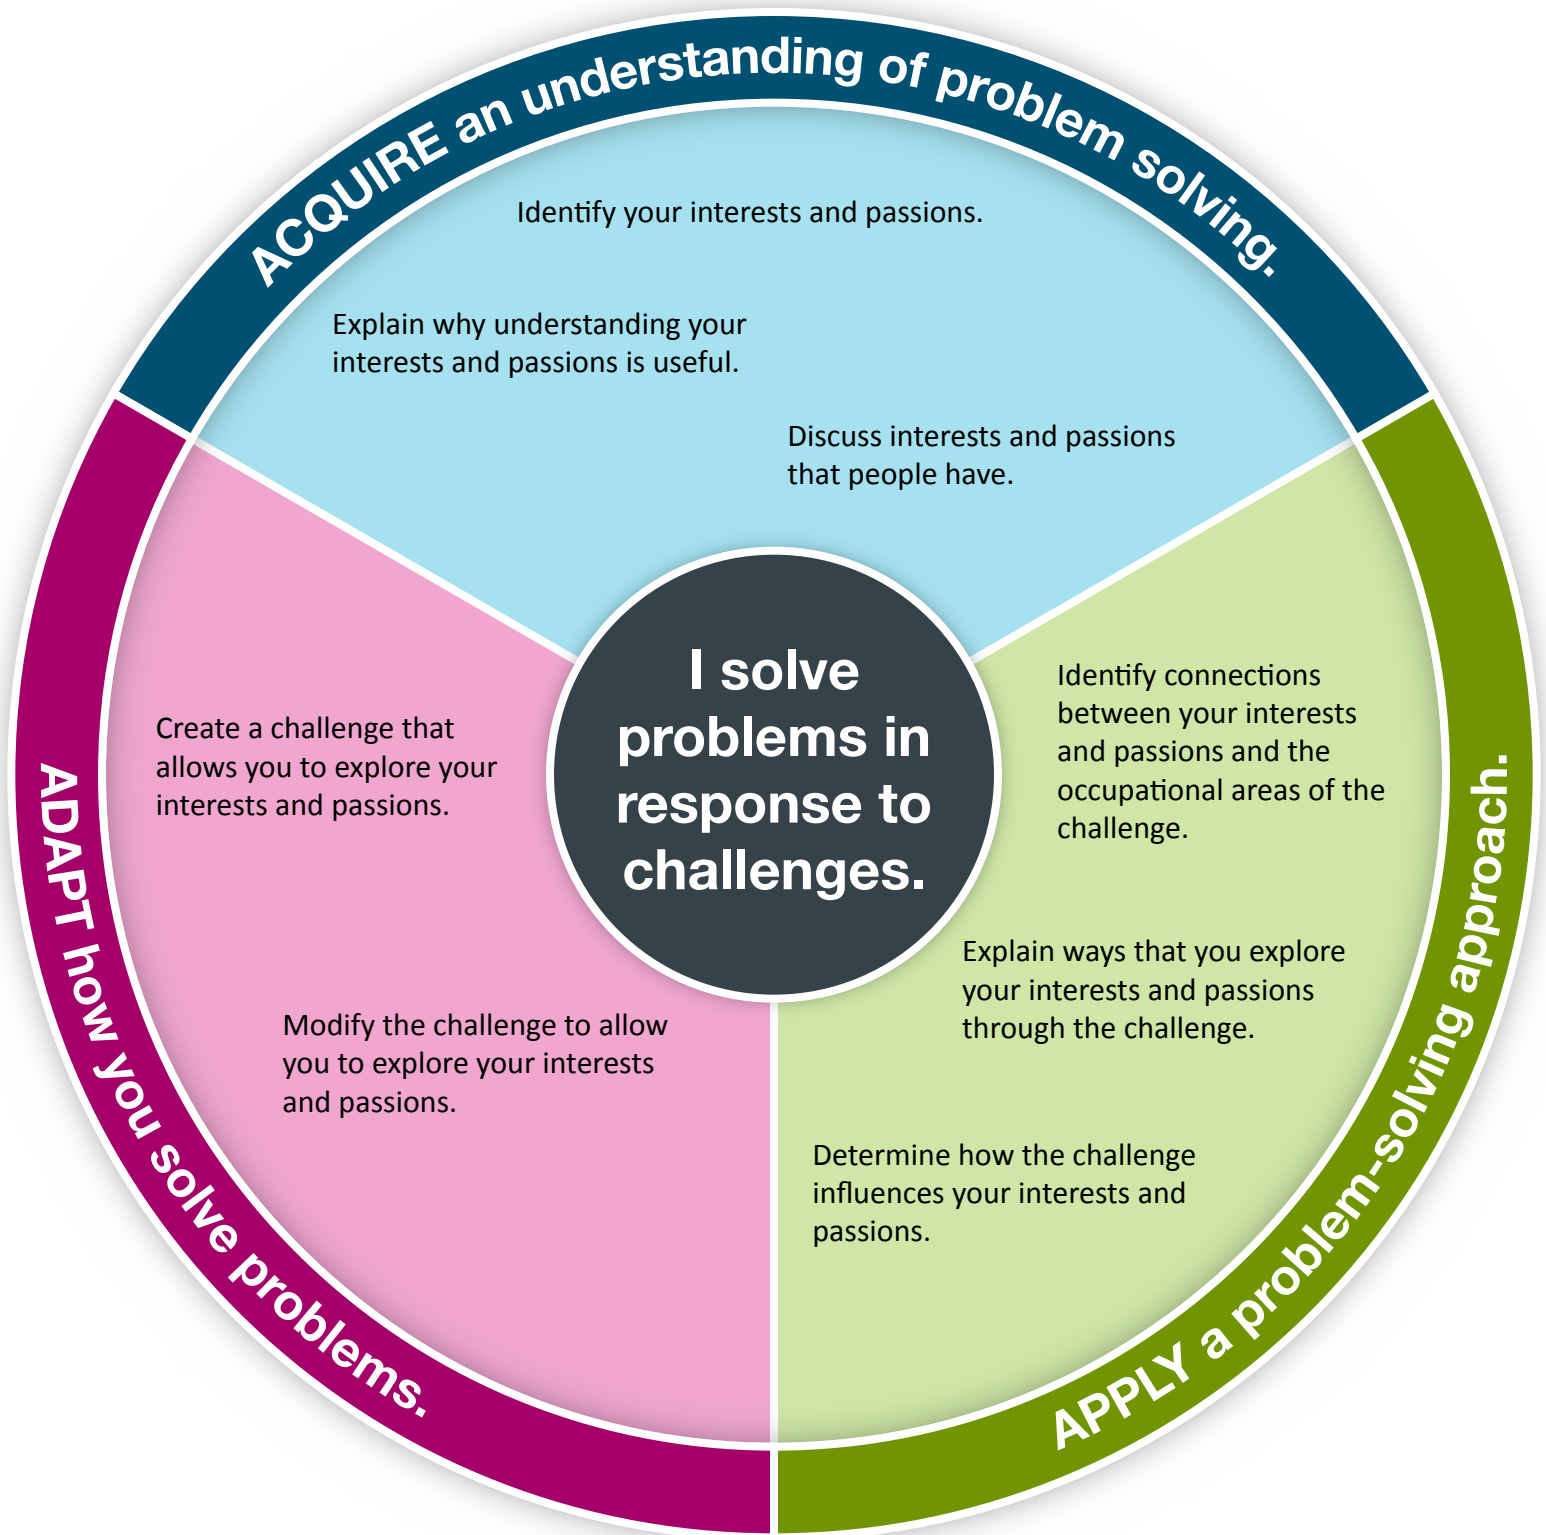 ACQUIRE an understanding of problem solving.
Identify your interests and passions.
Explain why understanding your
interests and passions is useful.
Discuss interests and passions
that people have.
I solve
problems in
response to
challenges.
Identify connections
between your interests
and passions and the
occupational areas of the
challenge.
Explain ways that you explore
your interests and passions
through the challenge.
Determine how the challenge
influences your interests and
passions.
APPLY a problem-solving approach.
Create a challenge that
allows you to explore your
interests and passions.
Modify the challenge to allow
you to explore your interests
and passions.
ADAPT how you solve problems.